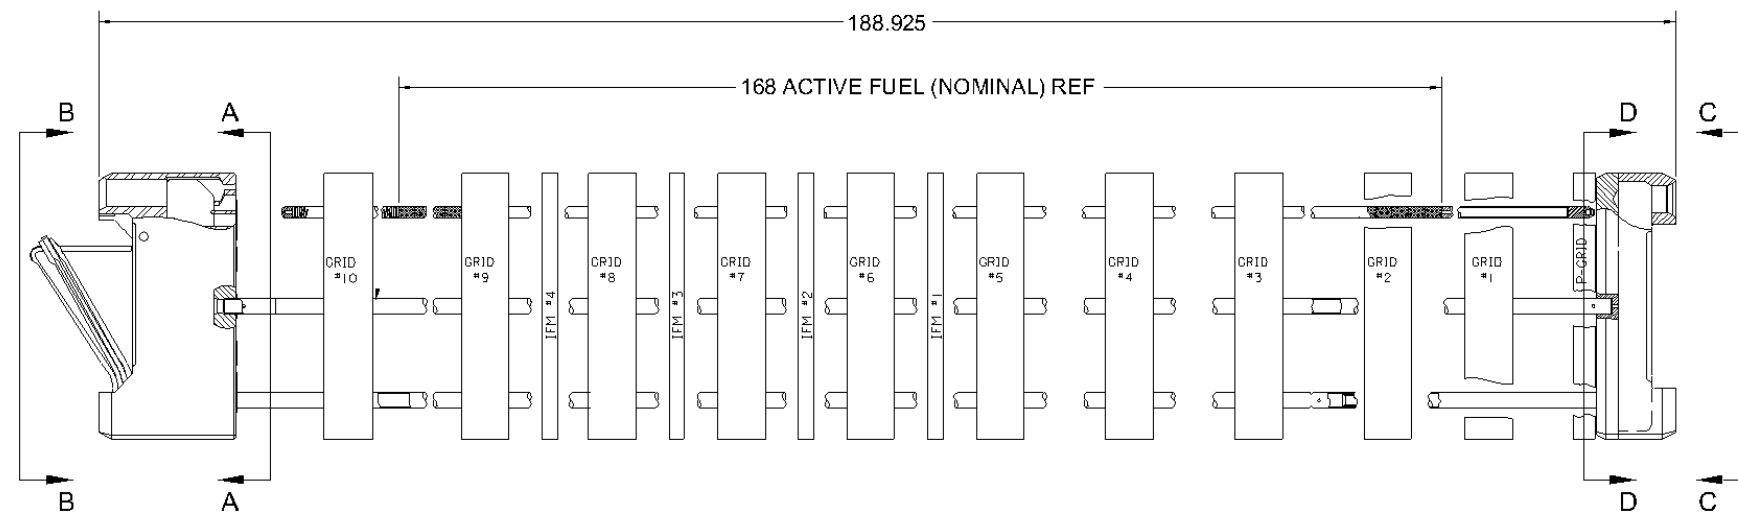 188.925
168 ACTIVE FUEL (NOMINAL) REF
B
A
D
C
GRID
#10
GRID
#9
IFM #4
GRID
#8
IFM #3
GRID
#7
IFM #2
GRID
#6
IFM #1
GRID
#5
GRID
#4
GRID
#3
GRID
#2
GRID
#1
P-GRID
B
A
D
C